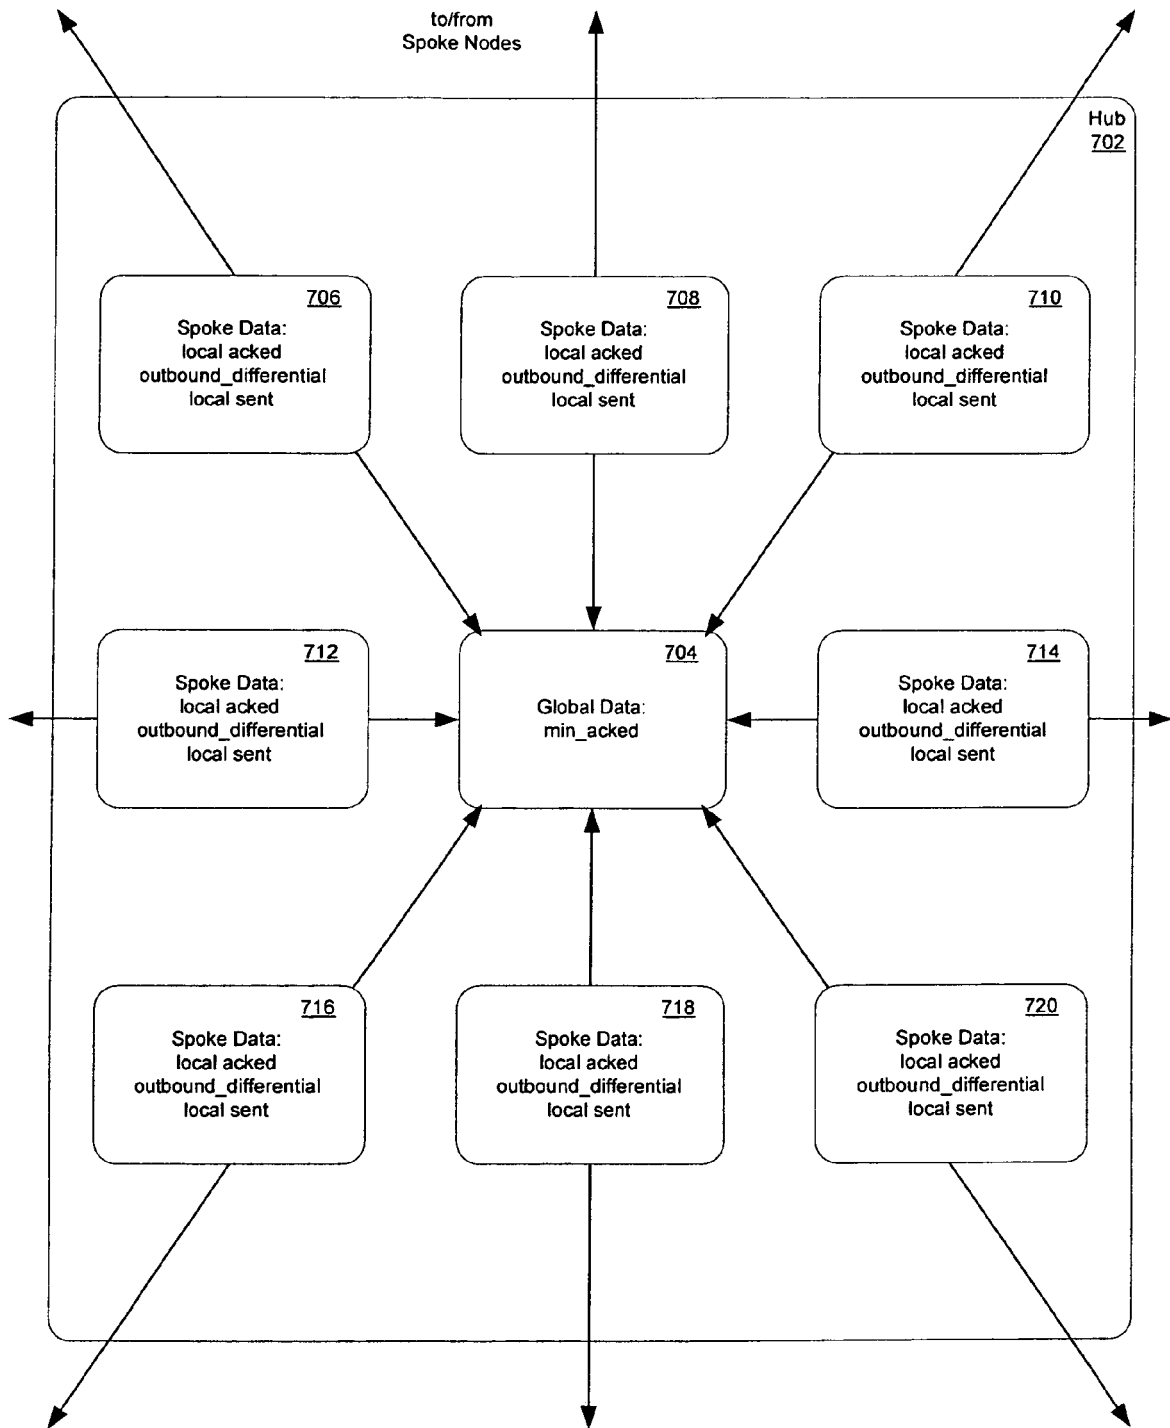 to/from
Spoke Nodes
Hub
702
706
Spoke Data:
local acked
outbound_differential
local sent
708
Spoke Data:
local acked
outbound_differential
local sent
710
Spoke Data:
local acked
outbound_differential
local sent
712
Spoke Data:
local acked
outbound_differential
local sent
704
Global Data:
min_acked
714
Spoke Data:
local acked
outbound_differential
local sent
716
Spoke Data:
local acked
outbound_differential
local sent
718
Spoke Data:
local acked
outbound_differential
local sent
720
Spoke Data:
local acked
outbound_differential
local sent